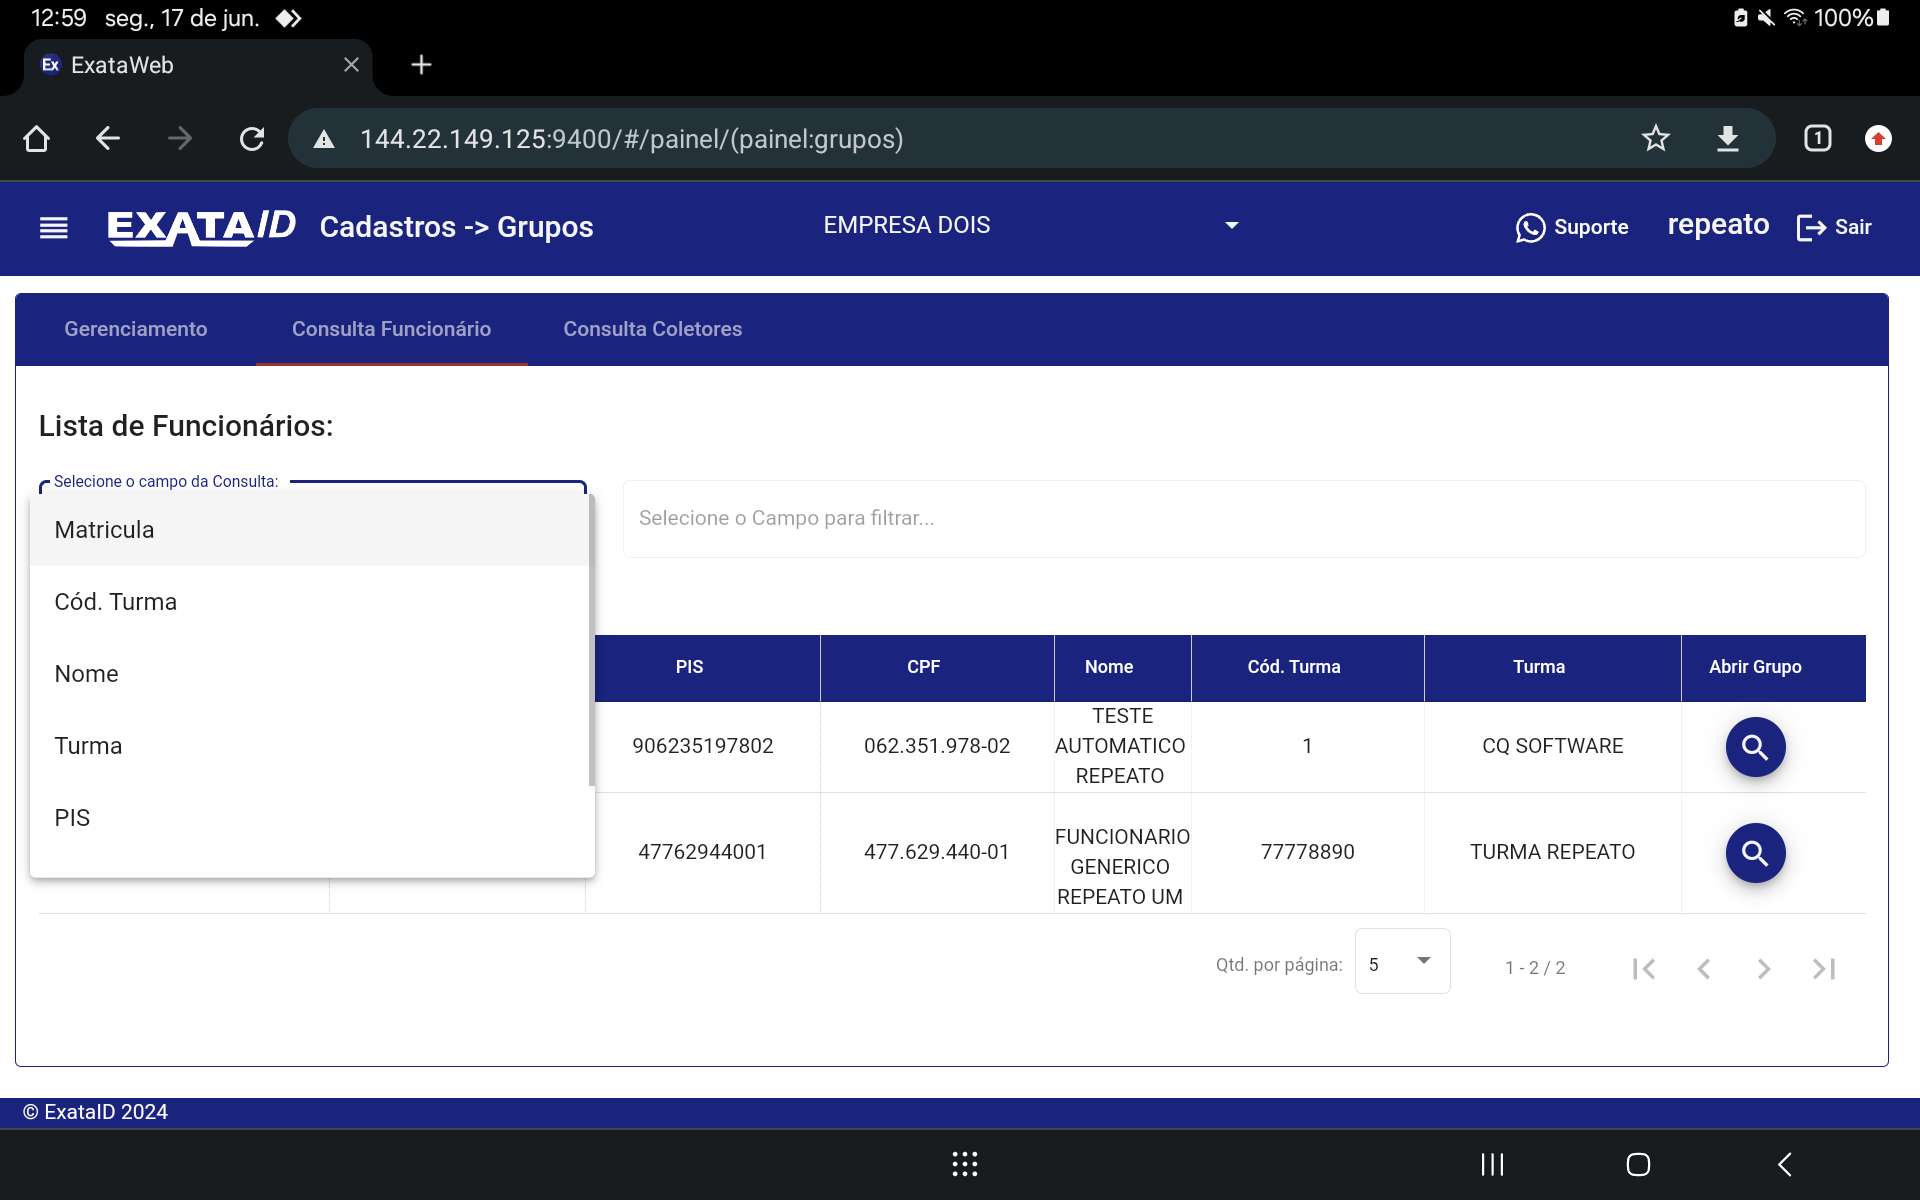 12:59 seg., 17 de jun. 100%
Ex ExataWeb
144.22.149.125:9400/#/painel/(painel:grupos) 1
EXATAID Cadastros -> Grupos EMPRESA DOIS Suporte repeato Sair
Gerenciamento Consulta Funcionário Consulta Coletores
Lista de Funcionários:
Selecione o campo da Consulta:
Selecione o Campo para filtrar...
Matricula
Cód. Turma
Nome
Turma
PIS
PIS CPF Nome Cód. Turma Turma Abrir Grupo
906235197802 062.351.978-02 TESTE AUTOMATICO REPEATO 1 CQ SOFTWARE
47762944001 477.629.440-01 FUNCIONARIO GENERICO REPEATO UM 77778890 TURMA REPEATO
Qtd. por página: 5 1 - 2 / 2
© ExataID 2024